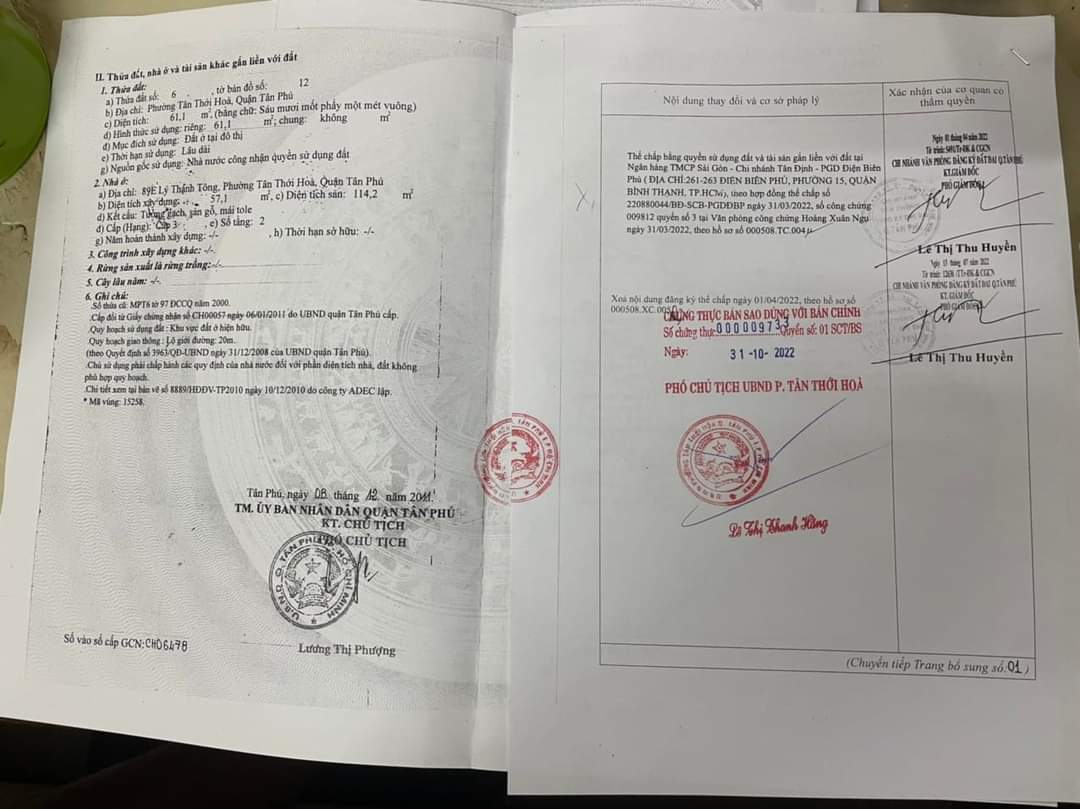 II. Thửa đất, nhà ở và tài sản khác gắn liền với đất
1. Thửa đất:
a) Thửa đất số: 6 , tờ bản đồ số: 12
b) Địa chỉ: Phường Tân Thới Hoà, Quận Tân Phú
c) Diện tích: 61,1 m², (bằng chữ: Sáu mươi mốt phẩy một mét vuông)
d) Hình thức sử dụng: riêng: 61,1 m²; chung: không m²
đ) Mục đích sử dụng: Đất ở tại đô thị
e) Thời hạn sử dụng: Lâu dài
g) Nguồn gốc sử dụng: Nhà nước công nhận quyền sử dụng đất
2. Nhà ở:
a) Địa chỉ: 89E Lý Thánh Tông, Phường Tân Thới Hoà, Quận Tân Phú
b) Diện tích xây dựng: 57,1 m², c) Diện tích sàn: 114,2 m²
d) Kết cấu: Tường gạch, sàn gỗ, mái tole
đ) Cấp (Hạng): Cấp 3 , e) Số tầng: 2
g) Năm hoàn thành xây dựng: -/- , h) Thời hạn sở hữu: -/-
3. Công trình xây dựng khác: -/-
4. Rừng sản xuất là rừng trồng: -/-
5. Cây lâu năm: -/-
6. Ghi chú:
.Số thửa cũ: MPT6 tờ 97 ĐCCQ năm 2000.
.Cấp đổi từ Giấy chứng nhận số CH00057 ngày 06/01/2011 do UBND quận Tân Phú cấp.
.Quy hoạch sử dụng đất : Khu vực đất ở hiện hữu.
.Quy hoạch giao thông : Lộ giới đường: 20m.
(theo Quyết định số 3963/QĐ-UBND ngày 31/12/2008 của UBND quận Tân Phú).
.Chủ sử dụng phải chấp hành các quy định của nhà nước đối với phần diện tích nhà, đất không
phù hợp quy hoạch.
.Chi tiết xem tại bản vẽ số 8889/HĐĐV-TP2010 ngày 10/12/2010 do công ty ADEC lập.
* Mã vùng: 15258.
Tân Phú, ngày 08 tháng 12 năm 2011
TM. ỦY BAN NHÂN DÂN QUẬN TÂN PHÚ
KT. CHỦ TỊCH
PHÓ CHỦ TỊCH
U.B.N.D Q. TÂN PHÚ T.P HỒ CHÍ MINH
Lương Thị Phượng
Số vào sổ cấp GCN: CH06478
Nội dung thay đổi và cơ sở pháp lý
Xác nhận của cơ quan có
thẩm quyền
Thế chấp bằng quyền sử dụng đất và tài sản gắn liền với đất tại
Ngân hàng TMCP Sài Gòn - Chi nhánh Tân Định - PGD Điện Biên
Phủ ( ĐỊA CHỈ:261-263 ĐIỆN BIÊN PHỦ, PHƯỜNG 15, QUẬN
BÌNH THẠNH, TP.HCM), theo hợp đồng thế chấp số
220880044/BĐ-SCB-PGDĐBP ngày 31/03/2022, số công chứng
009812 quyển số 3 tại Văn phòng công chứng Hoàng Xuân Ngụ
ngày 31/03/2022, theo hồ sơ số 000508.TC.004
Ngày 01 tháng 04 năm 2022
CHI NHÁNH VĂN PHÒNG ĐĂNG KÝ ĐẤT ĐAI Q.TÂN PHÚ
KT.GIÁM ĐỐC
PHÓ GIÁM ĐỐC
Lê Thị Thu Huyền
Xoá nội dung đăng ký thế chấp ngày 01/04/2022, theo hồ sơ số
000508.XC.005
Ngày 15 tháng 07 năm 2022
CHI NHÁNH VĂN PHÒNG ĐĂNG KÝ ĐẤT ĐAI Q.TÂN PHÚ
KT. GIÁM ĐỐC
PHÓ GIÁM ĐỐC
Lê Thị Thu Huyền
CHỨNG THỰC BẢN SAO ĐÚNG VỚI BẢN CHÍNH
Số chứng thực 000009733 Quyển số: 01 SCT/BS
Ngày: 31-10-2022
PHÓ CHỦ TỊCH UBND P. TÂN THỚI HOÀ
Lê Thị Thanh Hằng
(Chuyển tiếp Trang bổ sung số: 01 )